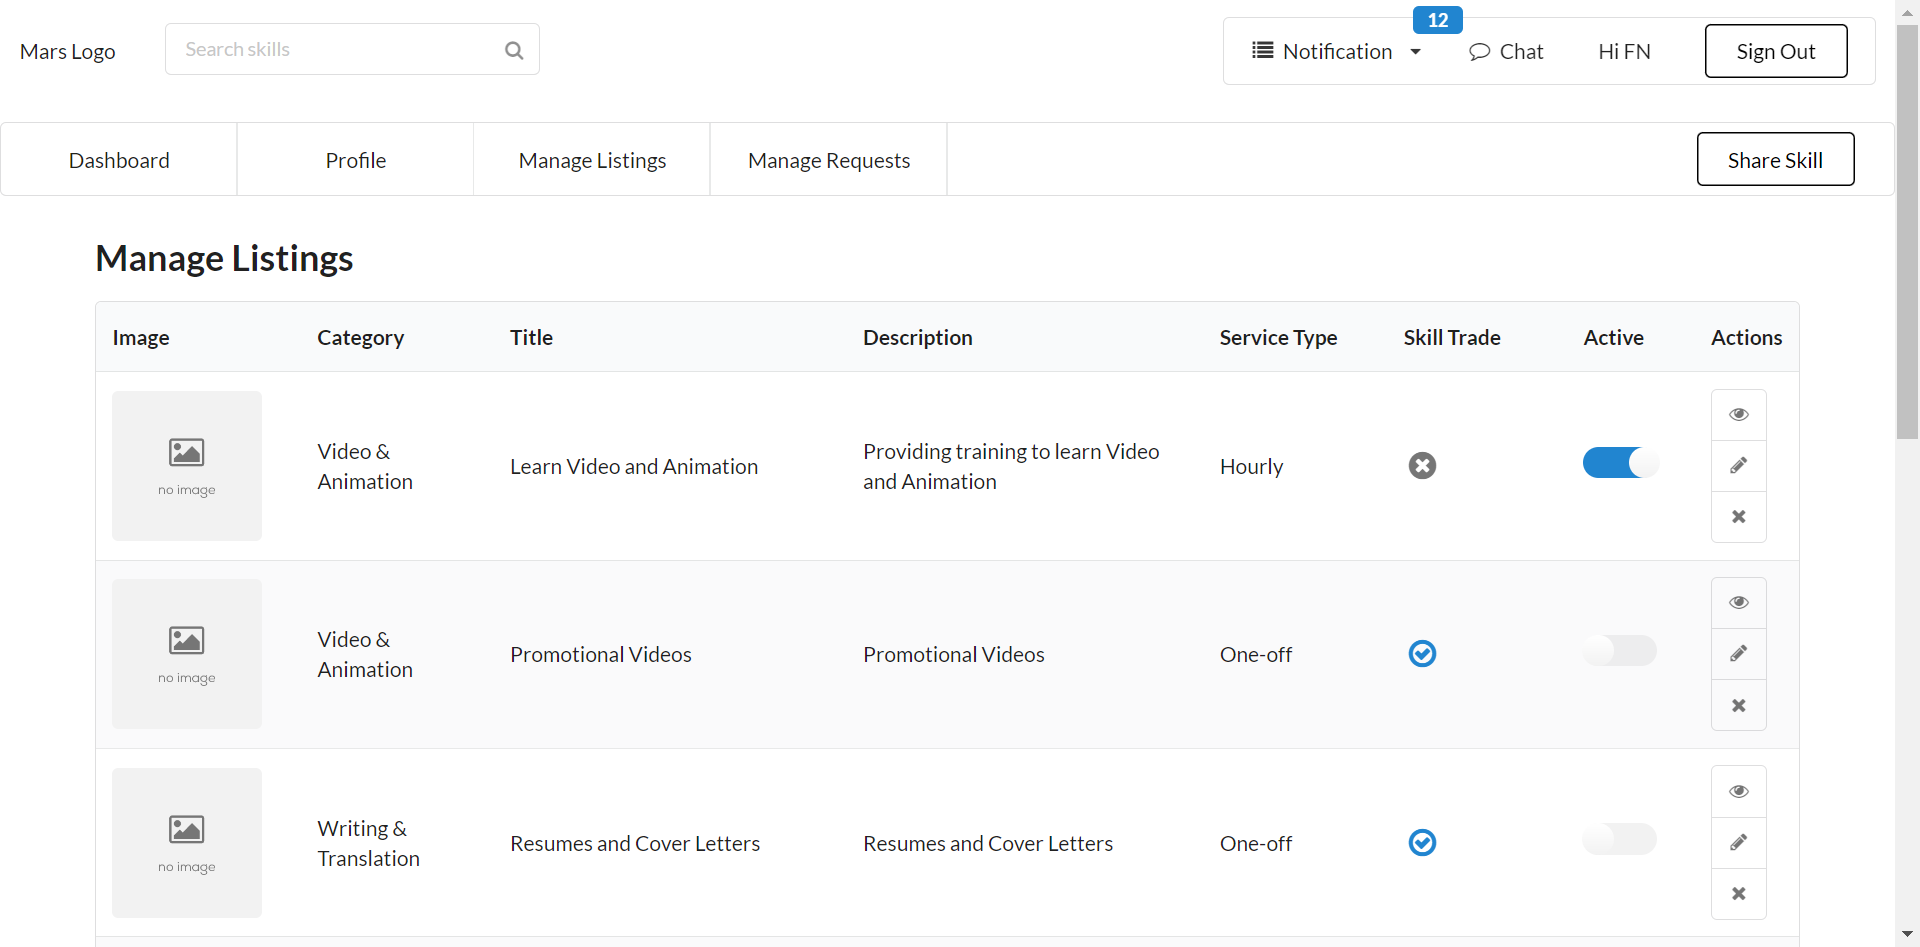 12
Mars Logo
Search skills
Notification
Chat
Hi FN
Sign Out
Dashboard
Profile
Manage Listings
Manage Requests
Share Skill
Manage Listings
Image
Category
Title
Description
Service Type
Skill Trade
Active
Actions
no image
Video &
Animation
Learn Video and Animation
Providing training to learn Video
and Animation
Hourly
no image
Video &
Animation
Promotional Videos
Promotional Videos
One-off
no image
Writing &
Translation
Resumes and Cover Letters
Resumes and Cover Letters
One-off